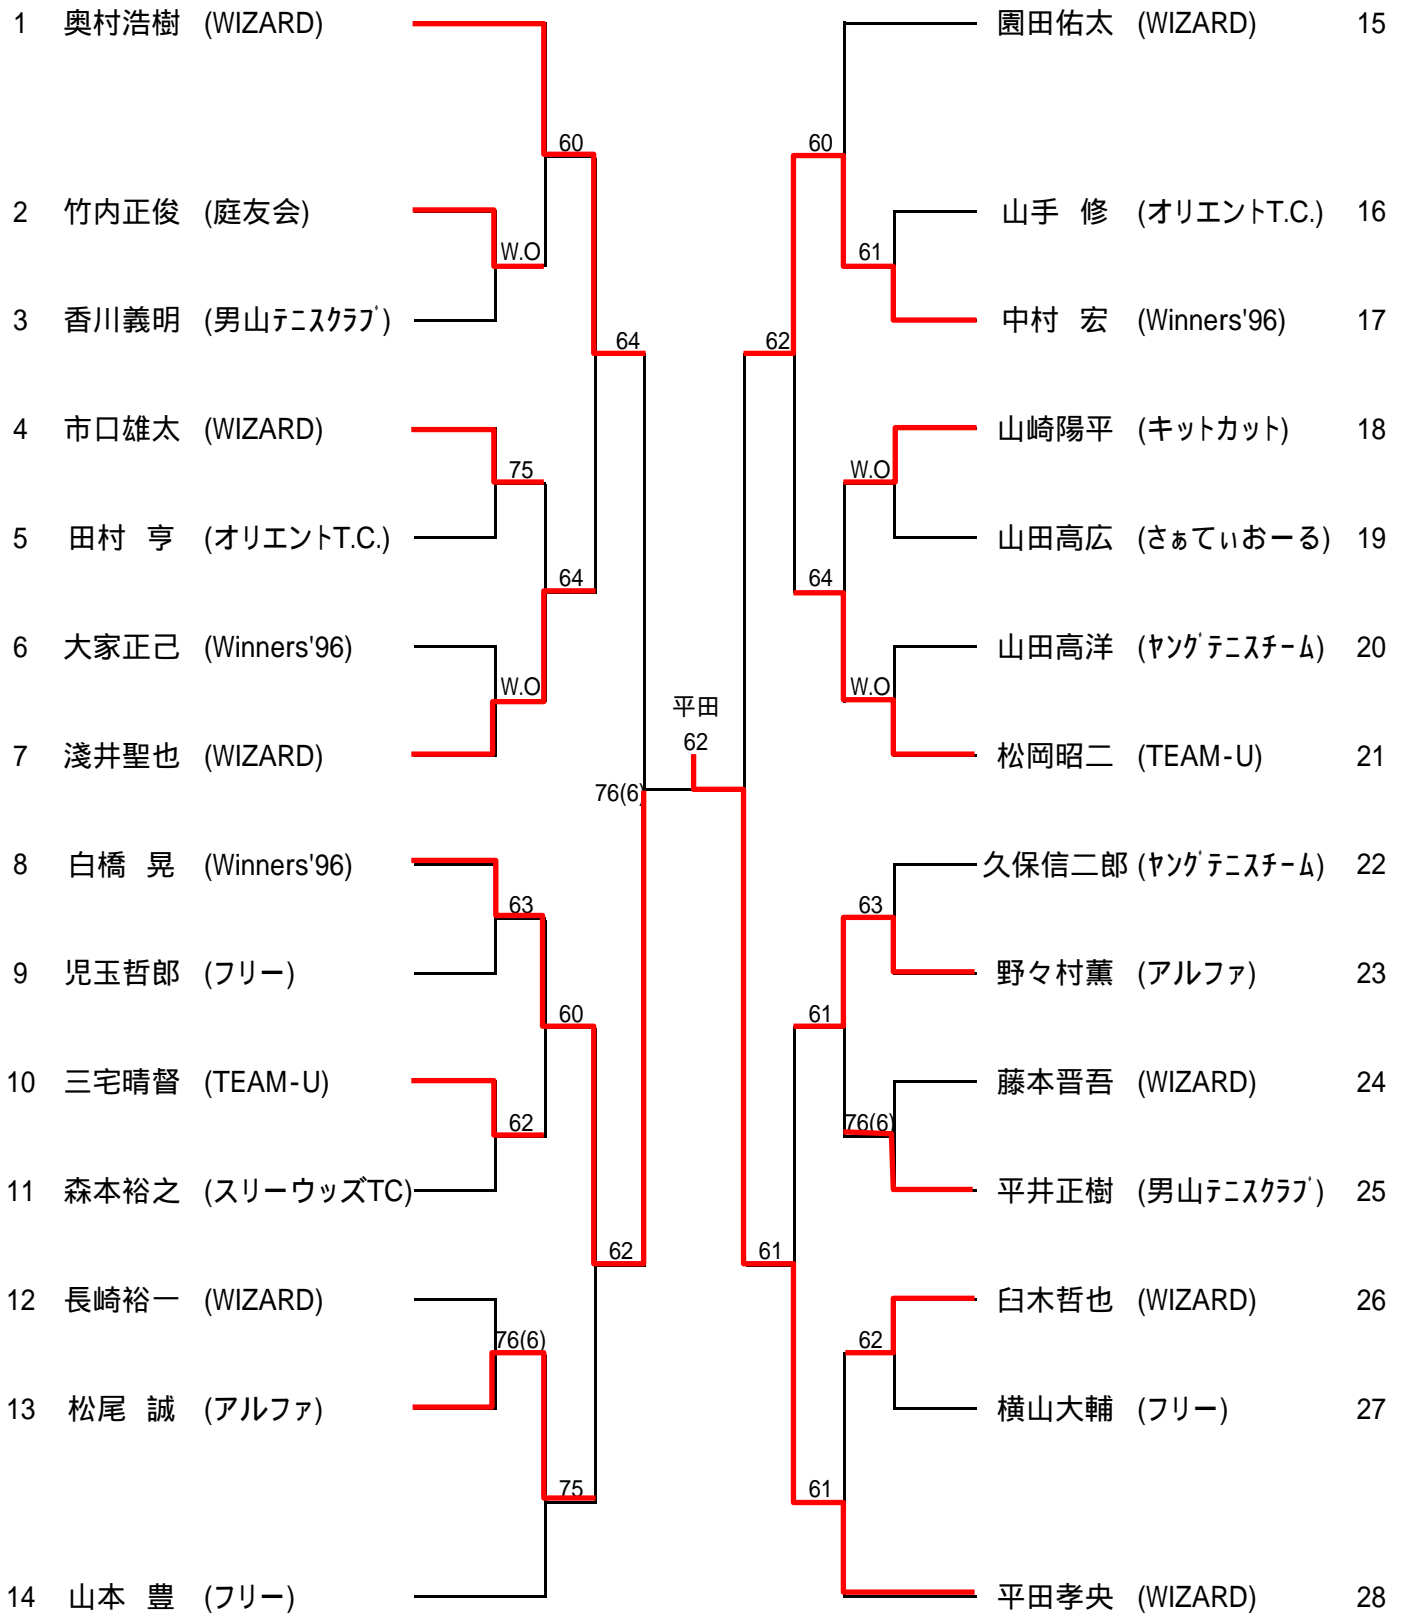 1 奥村浩樹 (WIZARD)
60
2 竹内正俊 (庭友会)
W.O
3 香川義明 (男山テニスクラブ)
64
4 市口雄太 (WIZARD)
75
5 田村 亨 (オリエントT.C.)
64
6 大家正己 (Winners'96)
W.O
7 淺井聖也 (WIZARD)
76(6)
8 白橋 晃 (Winners'96)
63
9 児玉哲郎 (フリー)
60
10 三宅晴督 (TEAM-U)
62
11 森本裕之 (スリーウッズTC)
62
12 長崎裕一 (WIZARD)
76(6)
13 松尾 誠 (アルファ)
75
14 山本 豊 (フリー)
平田
62
園田佑太 (WIZARD) 15
60
山手 修 (オリエントT.C.) 16
61
中村 宏 (Winners'96) 17
62
山崎陽平 (キットカット) 18
W.O
山田高広 (さぁてぃおーる) 19
64
山田高洋 (ヤングテニスチーム) 20
W.O
松岡昭二 (TEAM-U) 21
久保信二郎 (ヤングテニスチーム) 22
63
野々村薫 (アルファ) 23
61
藤本晋吾 (WIZARD) 24
76(6)
平井正樹 (男山テニスクラブ) 25
61
臼木哲也 (WIZARD) 26
62
横山大輔 (フリー) 27
61
平田孝央 (WIZARD) 28